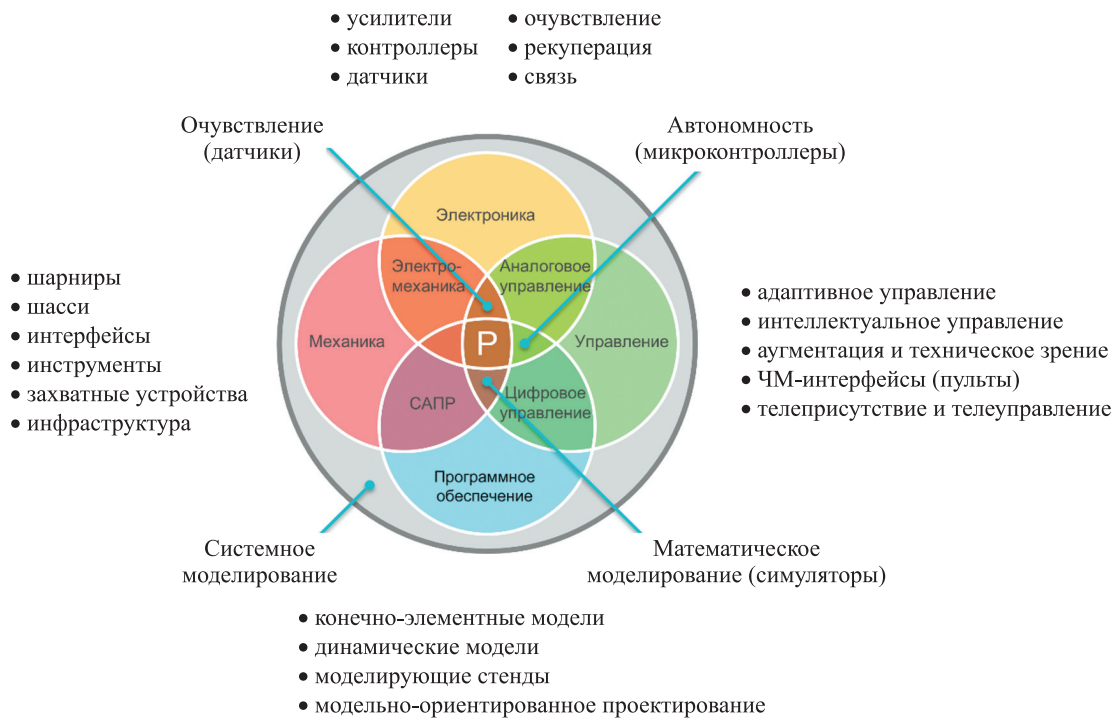 • усилители
• контроллеры
• датчики
• очувствление
• рекуперация
• связь
Очувствление
(датчики)
Автономность
(микроконтроллеры)
Электроника
Электро-
механика
Аналоговое
управление
• шарниры
• шасси
• интерфейсы
• инструменты
• захватные устройства
• инфраструктура
Механика
Р
Управление
• адаптивное управление
• интеллектуальное управление
• аугментация и техническое зрение
• ЧМ-интерфейсы (пульты)
• телеприсутствие и телеуправление
САПР
Цифровое
управление
Программное
обеспечение
Системное
моделирование
Математическое
моделирование (симуляторы)
• конечно-элементные модели
• динамические модели
• моделирующие стенды
• модельно-ориентированное проектирование